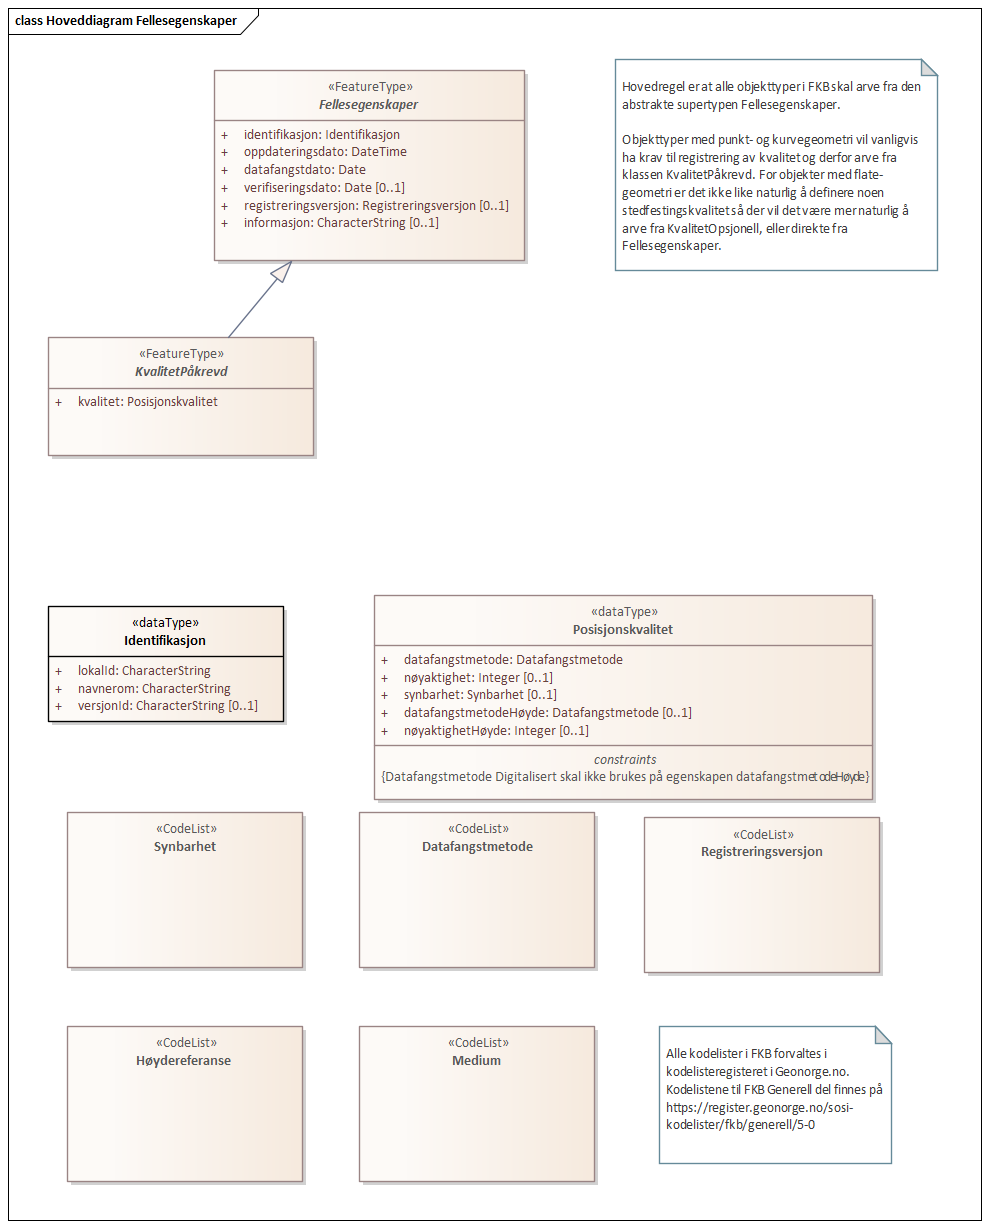 class Hoveddiagram Fellesegenskaper
«FeatureType»
Fellesegenskaper
+ identifikasjon: Identifikasjon
+ oppdateringsdato: DateTime
+ datafangstdato: Date
+ verifiseringsdato: Date [0..1]
+ registreringsversjon: Registreringsversjon [0..1]
+ informasjon: CharacterString [0..1]
Hovedregel er at alle objekttyper i FKB skal arve fra den
abstrakte supertypen Fellesegenskaper.
Objekttyper med punkt- og kurvegeometri vil vanligvis
ha krav til registrering av kvalitet og derfor arve fra
klassen KvalitetPåkrevd. For objekter med flate-
geometri er det ikke like naturlig å definere noen
stedfestingskvalitet så der vil det være mer naturlig å
arve fra KvalitetOpsjonell, eller direkte fra
Fellesegenskaper.
«FeatureType»
KvalitetPåkrevd
+ kvalitet: Posisjonskvalitet
«dataType»
Identifikasjon
+ lokalId: CharacterString
+ navnerom: CharacterString
+ versjonId: CharacterString [0..1]
«dataType»
Posisjonskvalitet
+ datafangstmetode: Datafangstmetode
+ nøyaktighet: Integer [0..1]
+ synbarhet: Synbarhet [0..1]
+ datafangstmetodeHøyde: Datafangstmetode [0..1]
+ nøyaktighetHøyde: Integer [0..1]
constraints
{Datafangstmetode Digitalisert skal ikke brukes på egenskapen datafangstmetodeHøyde}
«CodeList»
Synbarhet
«CodeList»
Datafangstmetode
«CodeList»
Registreringsversjon
«CodeList»
Høydereferanse
«CodeList»
Medium
Alle kodelister i FKB forvaltes i
kodelisteregisteret i Geonorge.no.
Kodelistene til FKB Generell del finnes på
https://register.geonorge.no/sosi-
kodelister/fkb/generell/5-0